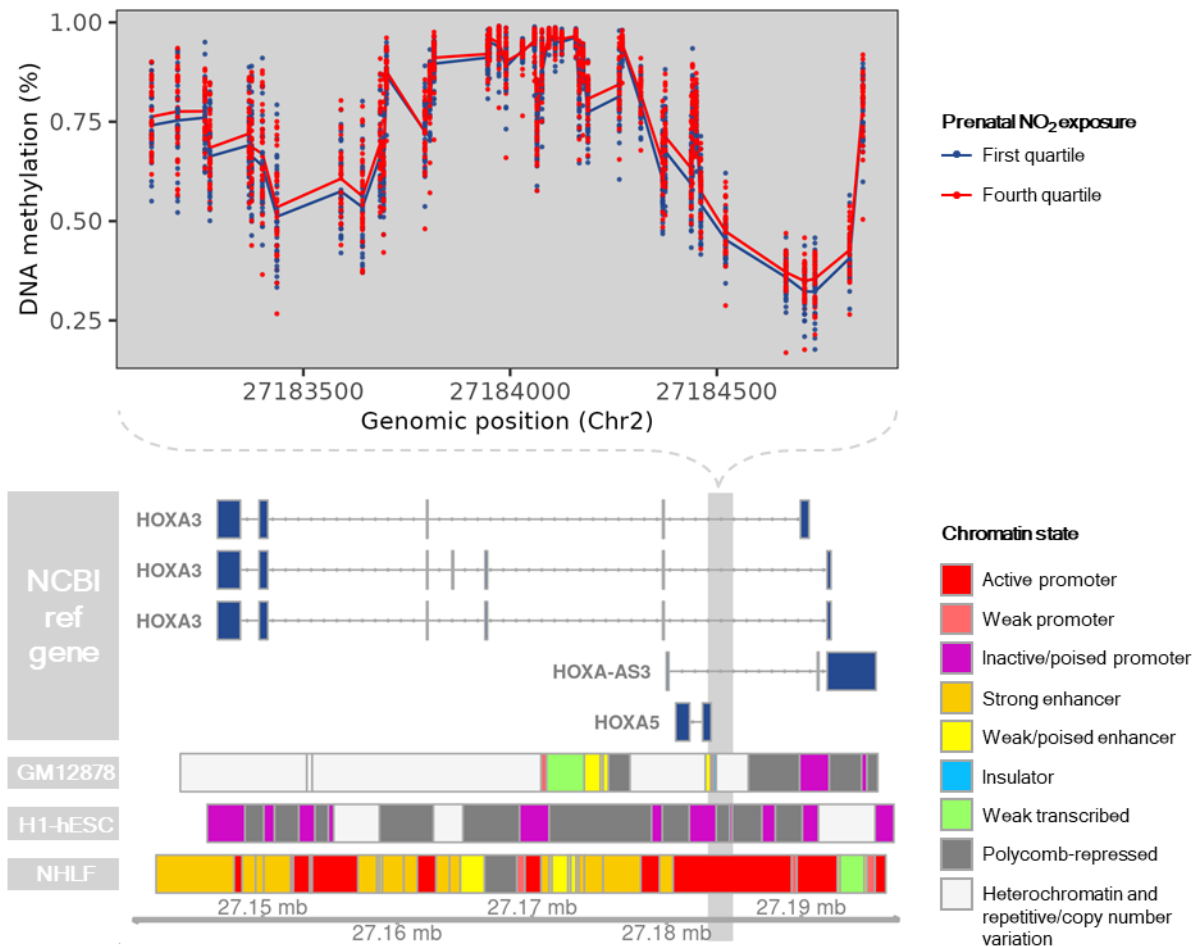 1.00
0.75
0.50
0.25
DNA methylation (%)
27183500
27184000
27184500
Genomic position (Chr2)
Prenatal NO₂ exposure
First quartile
Fourth quartile
NCBI
ref
gene
HOXA3
HOXA3
HOXA3
HOXA-AS3
HOXA5
GM12878
H1-hESC
NHLF
27.15 mb
27.17 mb
27.19 mb
27.16 mb
27.18 mb
Chromatin state
Active promoter
Weak promoter
Inactive/poised promoter
Strong enhancer
Weak/poised enhancer
Insulator
Weak transcribed
Polycomb-repressed
Heterochromatin and
repetitive/copy number
variation